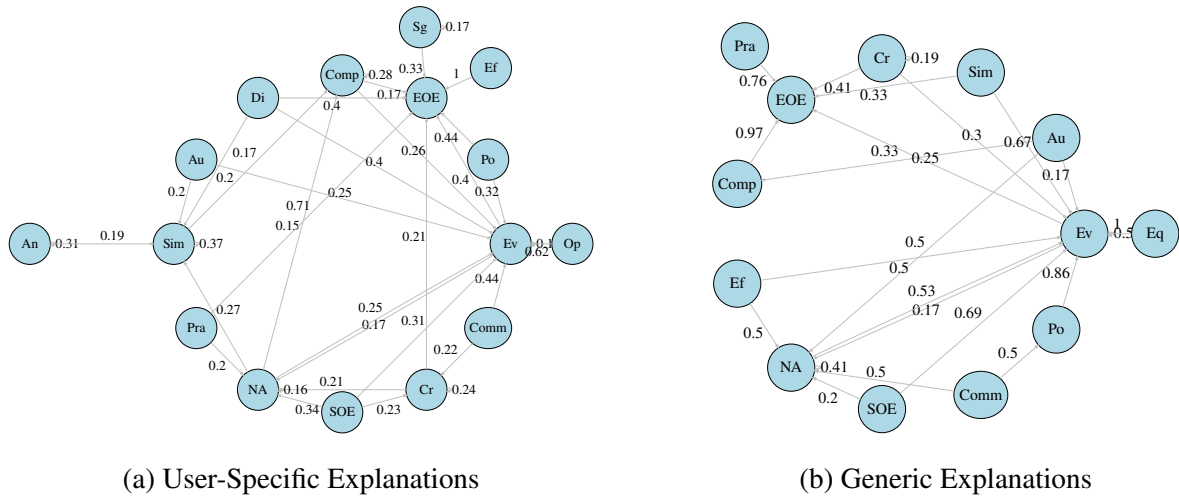 Sg
0.17
Pra
Cr
0.19
Comp
0.28
0.33
1
Ef
Sim
Di
0.17
EOE
0.76
EOE
0.41
0.33
0.4
0.97
0.3
0.67
Au
Au
0.17
0.26
0.44
Po
0.33
0.25
0.4
Comp
0.17
0.2
0.2
0.25
0.4
0.32
0.71
0.15
0.21
An
0.31
0.19
Sim
0.37
Ev
0.1
Op
0.62
Ev
1
0.5
Eq
0.5
0.5
0.44
0.86
Ef
0.53
0.27
0.25
0.17
0.31
0.17
0.69
Pra
Comm
Po
0.2
0.22
0.5
0.5
NA
0.16
0.21
Cr
0.24
NA
0.41
0.5
0.34
SOE
0.23
0.2
SOE
Comm
(a) User-Specific Explanations
(b) Generic Explanations